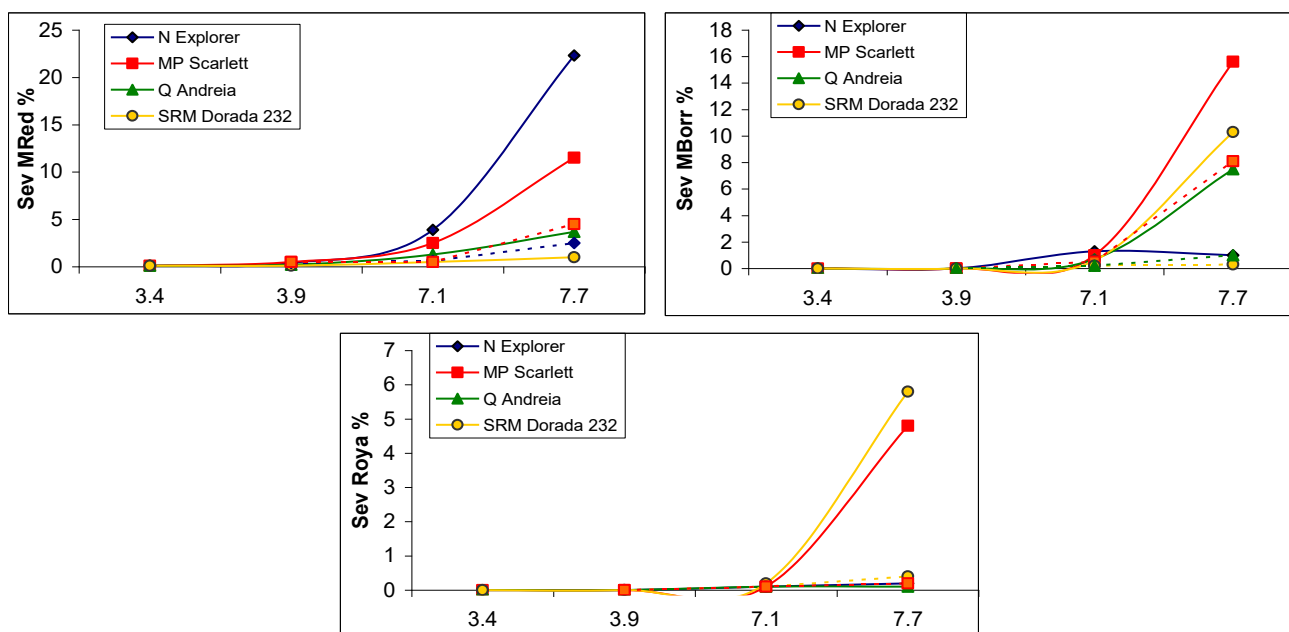 Sev MRed %
25
20
15
10
5
0
N Explorer
MP Scarlett
Q Andreia
SRM Dorada 232
3.4 3.9 7.1 7.7
Sev MBorr %
18
16
14
12
10
8
6
4
2
0
N Explorer
MP Scarlett
Q Andreia
SRM Dorada 232
3.4 3.9 7.1 7.7
Sev Roya %
7
6
5
4
3
2
1
0
N Explorer
MP Scarlett
Q Andreia
SRM Dorada 232
3.4 3.9 7.1 7.7